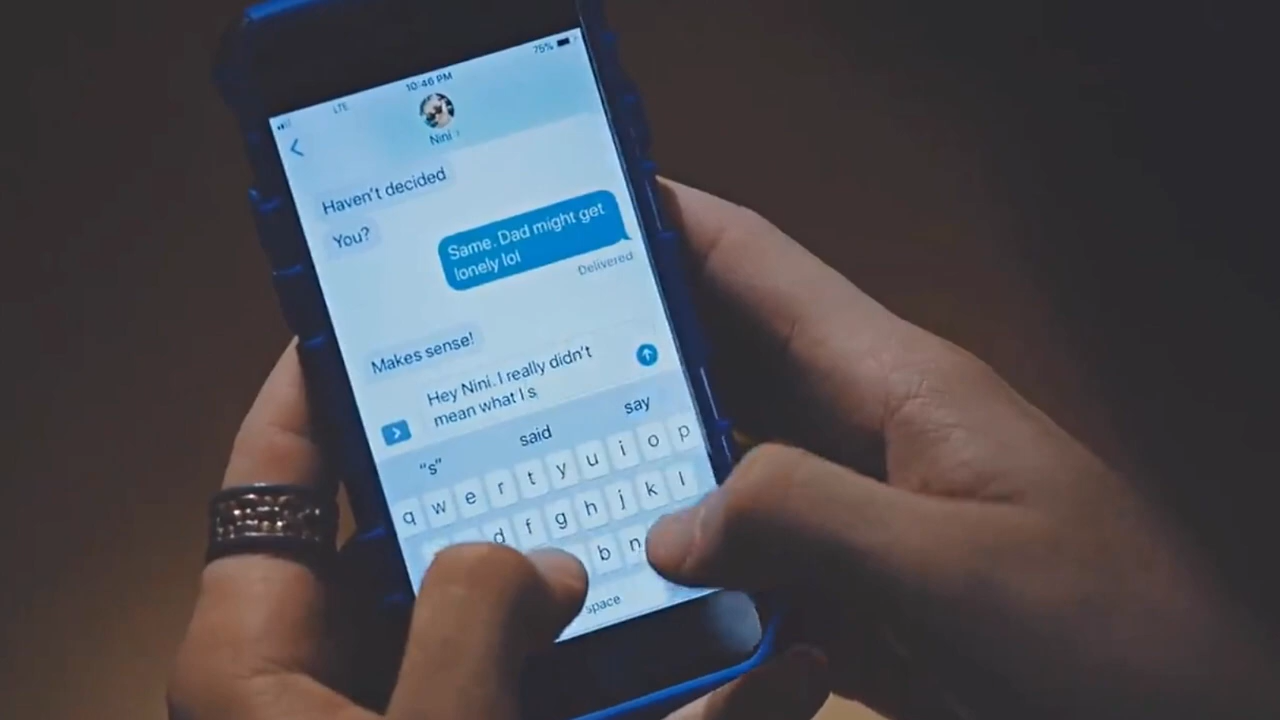 75%
10:46 PM
LTE
Nini
Haven't decided
You?
Same. Dad might get
lonely lol
Delivered
Makes sense!
Hey Nini. I really didn't
mean what I s
"s" said say
q w e r t y u i o p
d f g h j k l
b n
space